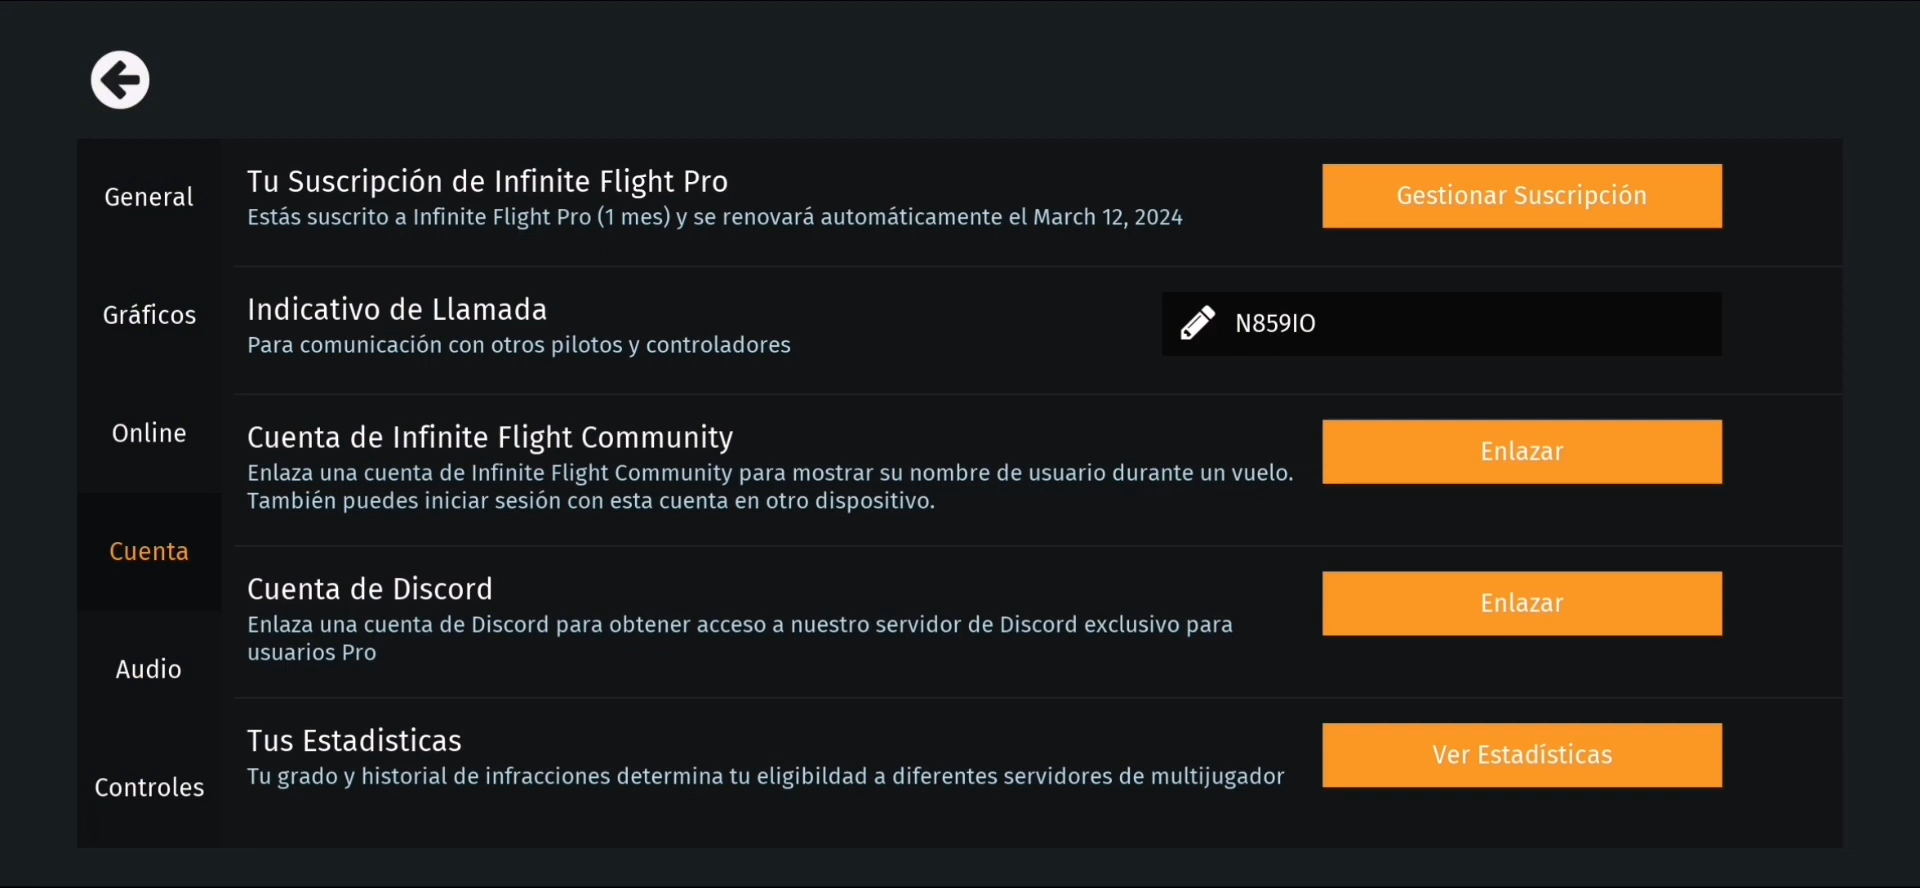 General
Gráficos
Online
Cuenta
Audio
Controles
Tu Suscripción de Infinite Flight Pro
Estás suscrito a Infinite Flight Pro (1 mes) y se renovará automáticamente el March 12, 2024
Gestionar Suscripción
Indicativo de Llamada
Para comunicación con otros pilotos y controladores
N859IO
Cuenta de Infinite Flight Community
Enlaza una cuenta de Infinite Flight Community para mostrar su nombre de usuario durante un vuelo.
También puedes iniciar sesión con esta cuenta en otro dispositivo.
Enlazar
Cuenta de Discord
Enlaza una cuenta de Discord para obtener acceso a nuestro servidor de Discord exclusivo para
usuarios Pro
Enlazar
Tus Estadisticas
Tu grado y historial de infracciones determina tu eligibildad a diferentes servidores de multijugador
Ver Estadísticas